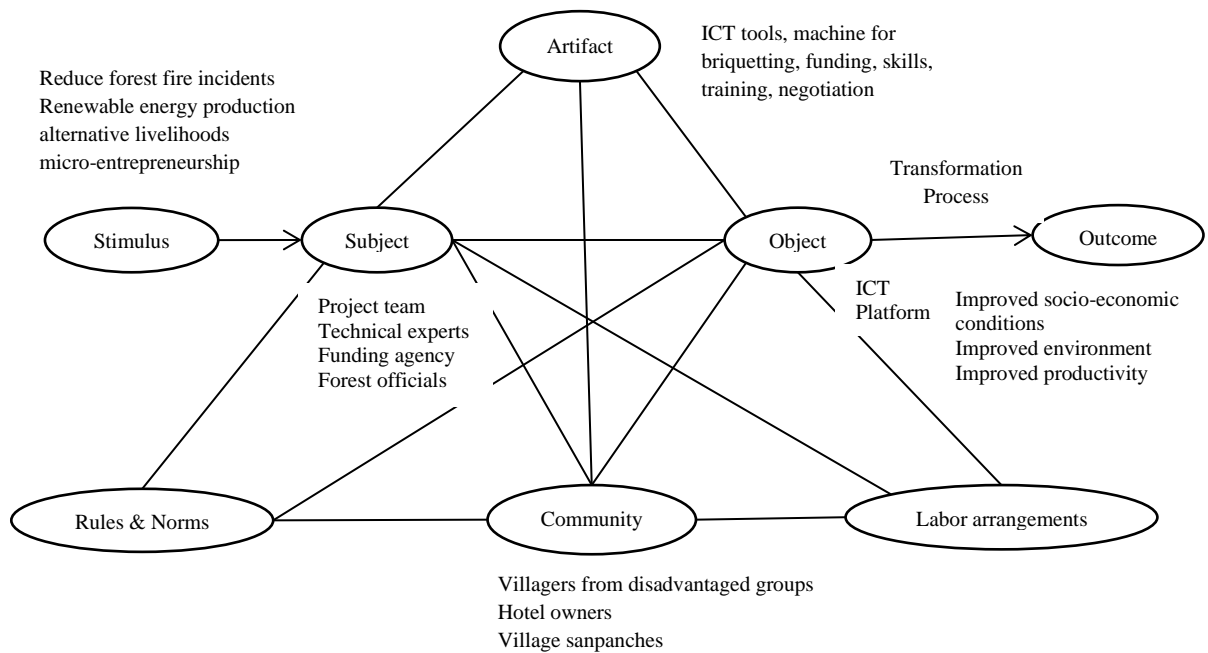 Artifact
ICT tools, machine for
briquetting, funding, skills,
training, negotiation
Reduce forest fire incidents
Renewable energy production
alternative livelihoods
micro-entrepreneurship
Transformation
Process
Stimulus
Subject
Object
Outcome
Project team
Technical experts
Funding agency
Forest officials
ICT
Platform
Improved socio-economic
conditions
Improved environment
Improved productivity
Rules & Norms
Community
Labor arrangements
Villagers from disadvantaged groups
Hotel owners
Village sanpanches